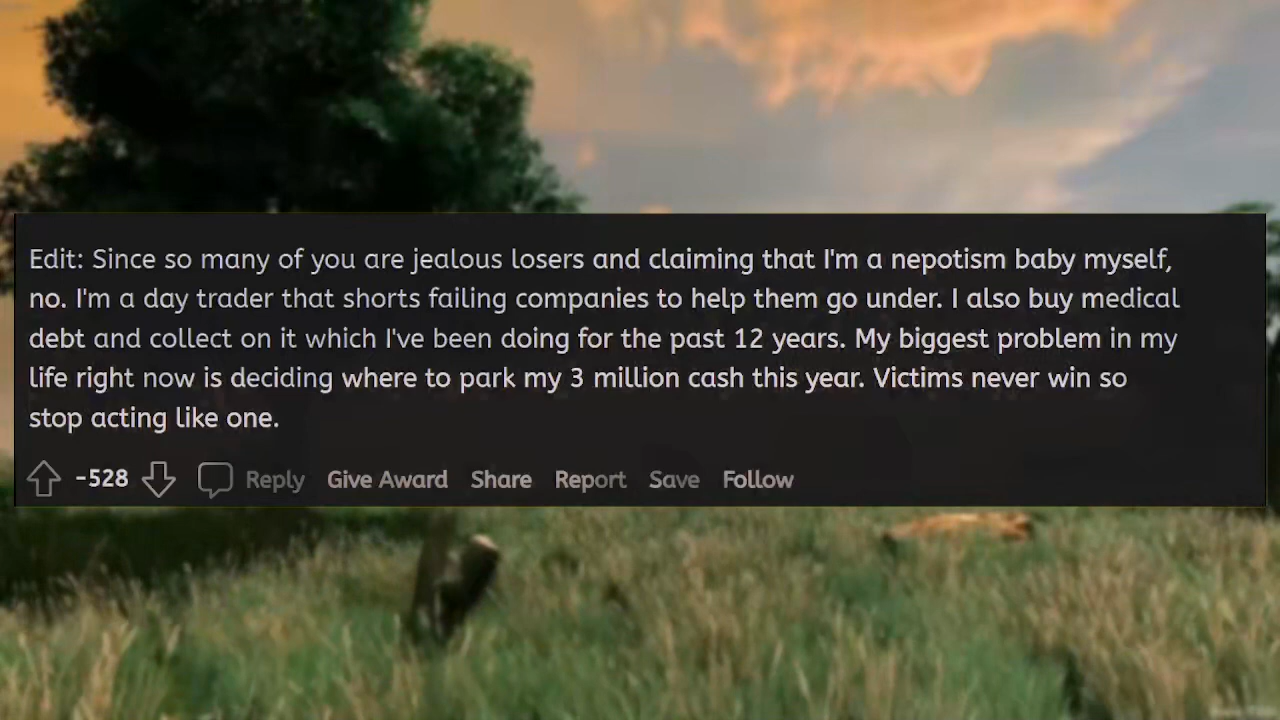 Edit: Since so many of you are jealous losers and claiming that I'm a nepotism baby myself,
no. I'm a day trader that shorts failing companies to help them go under. I also buy medical
debt and collect on it which I've been doing for the past 12 years. My biggest problem in my
life right now is deciding where to park my 3 million cash this year. Victims never win so
stop acting like one.
-528 Reply Give Award Share Report Save Follow